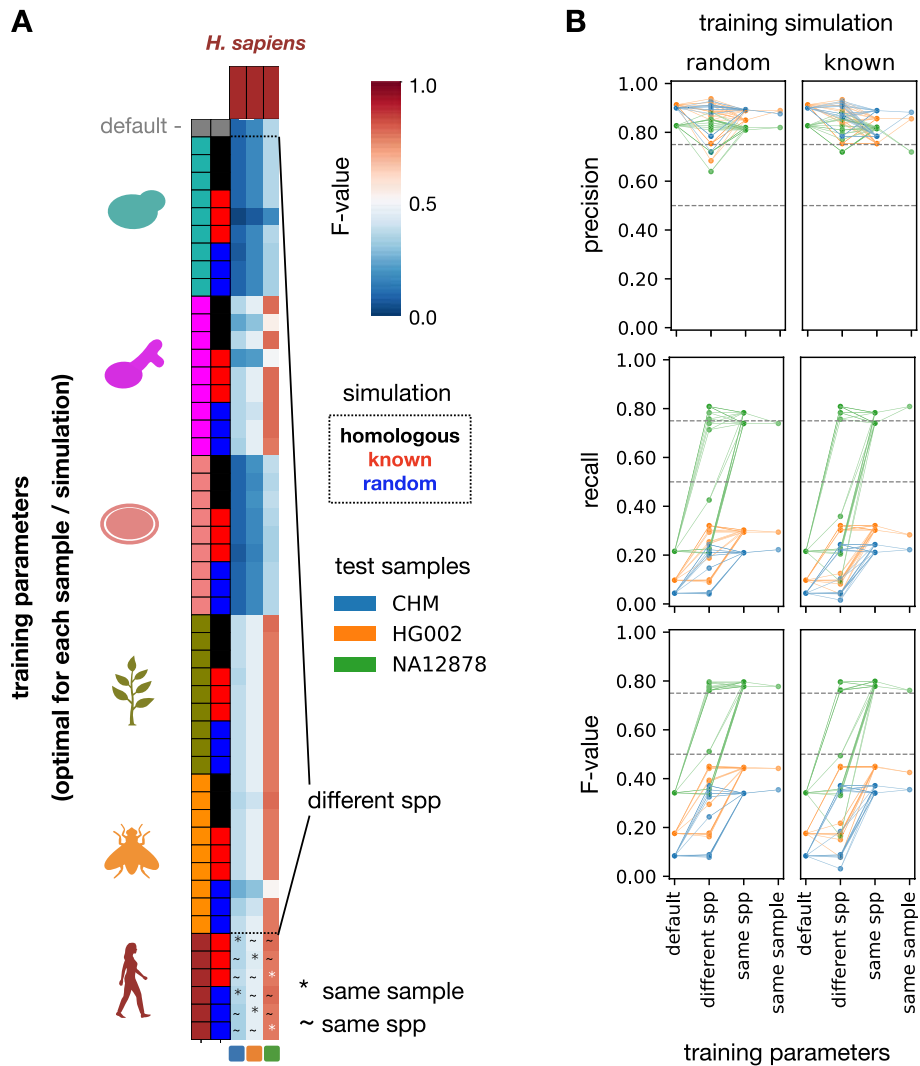 A
H. sapiens
default -
1.0
0.5
0.0
F-value
simulation
homologous
known
random
test samples
CHM
HG002
NA12878
training parameters
(optimal for each sample / simulation)
different spp
* ~ ~
~ * ~
~ ~ *
* ~ ~
~ * ~
~ ~ *
* same sample
~ same spp
B
training simulation
random
known
1.00
0.80
0.60
0.40
0.20
0.00
precision
1.00
0.80
0.60
0.40
0.20
0.00
recall
1.00
0.80
0.60
0.40
0.20
0.00
F-value
default
different spp
same spp
same sample
default
different spp
same spp
same sample
training parameters